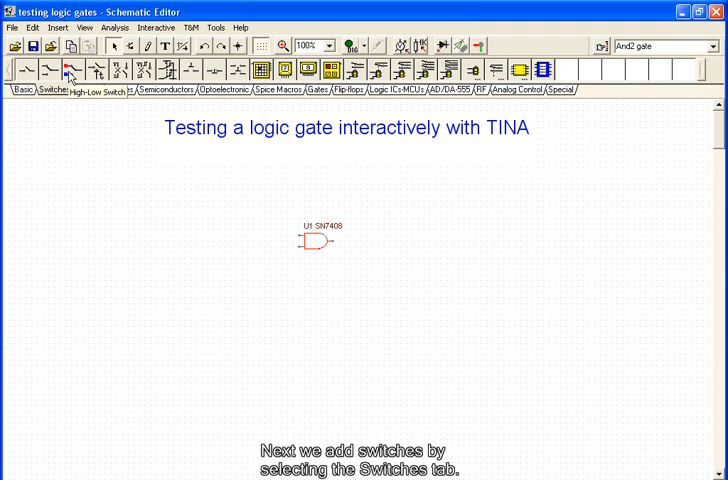 testing logic gates - Schematic Editor
File Edit Insert View Analysis Interactive T&M Tools Help
100% And2 gate
High-Low Switch
Basic Switches es Semiconductors Optoelectronic Spice Macros Gates Flip-flops Logic ICs-MCUs AD/DA-555 RF Analog Control Special
Testing a logic gate interactively with TINA
U1 SN7408
Next we add switches by
selecting the Switches tab.